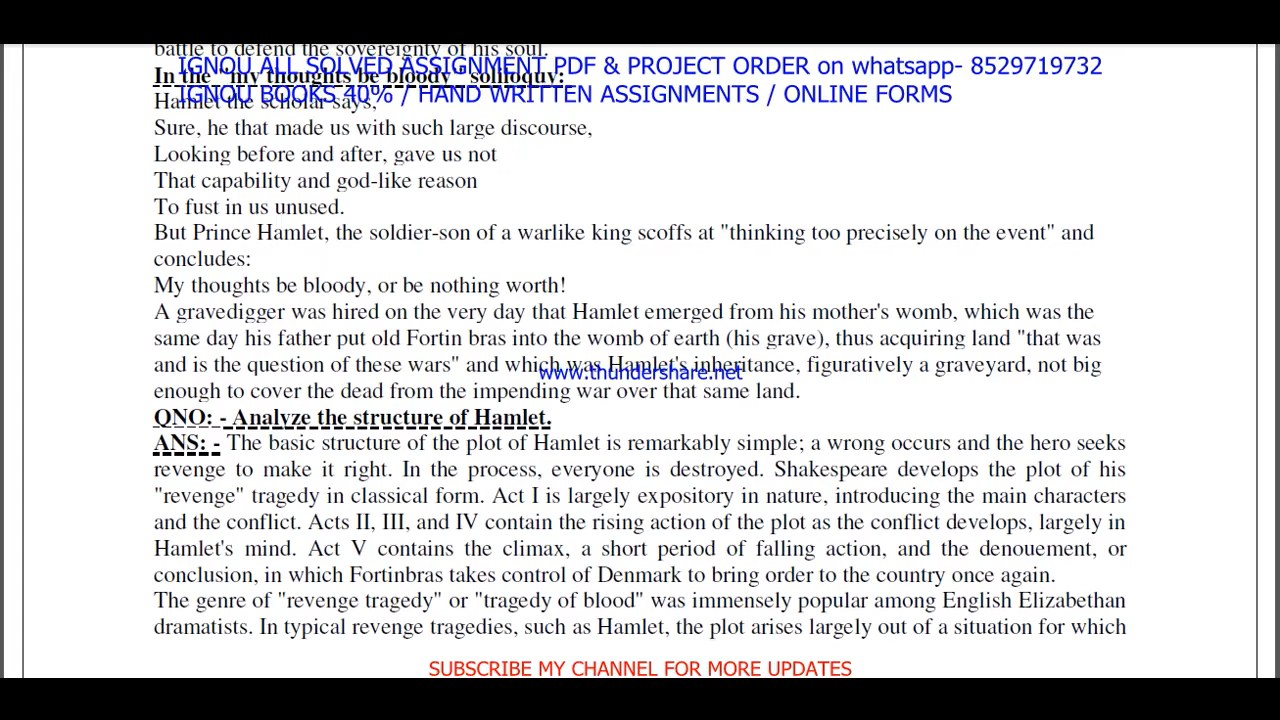 battle to defend the sovereignty of his soul.
IGNOU ALL SOLVED ASSIGNMENT PDF & PROJECT ORDER on whatsapp- 8529719732
In the "my thoughts be bloody" soliloquy:
IGNOU BOOKS 40% / HAND WRITTEN ASSIGNMENTS / ONLINE FORMS
Hamlet the scholar says,
Sure, he that made us with such large discourse,
Looking before and after, gave us not
That capability and god-like reason
To fust in us unused.
But Prince Hamlet, the soldier-son of a warlike king scoffs at "thinking too precisely on the event" and
concludes:
My thoughts be bloody, or be nothing worth!
A gravedigger was hired on the very day that Hamlet emerged from his mother's womb, which was the
same day his father put old Fortin bras into the womb of earth (his grave), thus acquiring land "that was
and is the question of these wars" and which was Hamlet's inheritance, figuratively a graveyard, not big
www.thundershare.net
enough to cover the dead from the impending war over that same land.
QNO: - Analyze the structure of Hamlet.
ANS: - The basic structure of the plot of Hamlet is remarkably simple; a wrong occurs and the hero seeks
revenge to make it right. In the process, everyone is destroyed. Shakespeare develops the plot of his
"revenge" tragedy in classical form. Act I is largely expository in nature, introducing the main characters
and the conflict. Acts II, III, and IV contain the rising action of the plot as the conflict develops, largely in
Hamlet's mind. Act V contains the climax, a short period of falling action, and the denouement, or
conclusion, in which Fortinbras takes control of Denmark to bring order to the country once again.
The genre of "revenge tragedy" or "tragedy of blood" was immensely popular among English Elizabethan
dramatists. In typical revenge tragedies, such as Hamlet, the plot arises largely out of a situation for which
SUBSCRIBE MY CHANNEL FOR MORE UPDATES